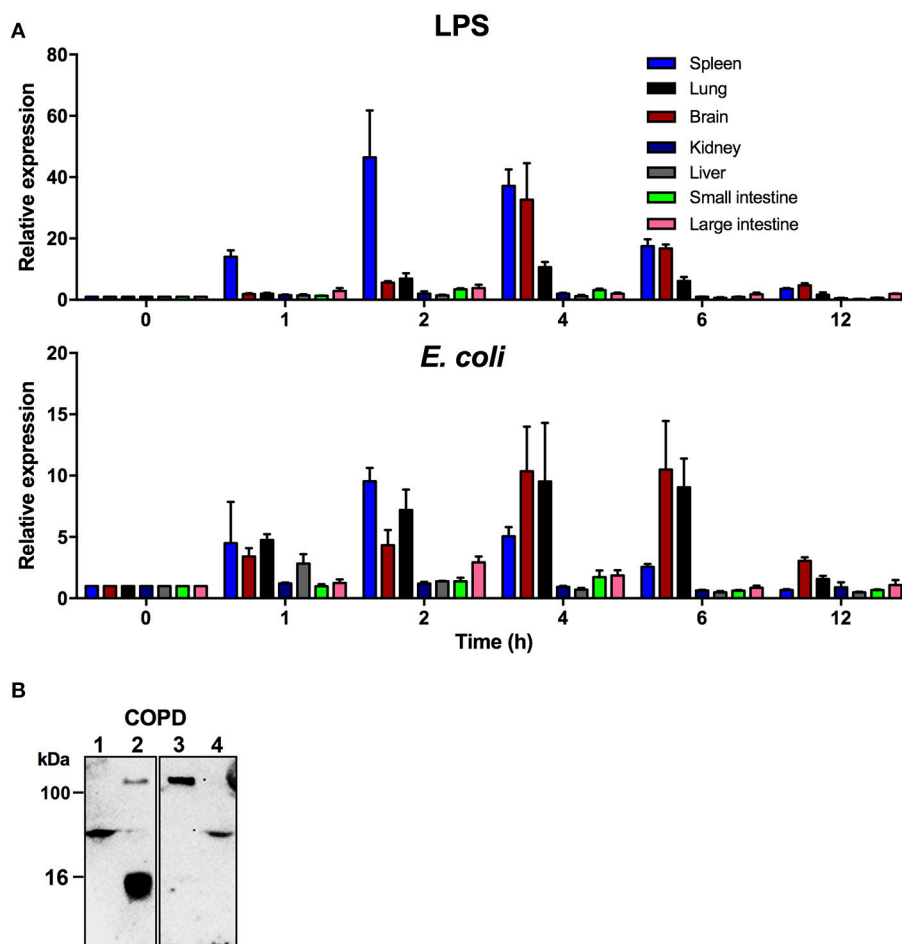 A
LPS
80
60
40
20
0
Relative expression
Spleen
Lung
Brain
Kidney
Liver
Small intestine
Large intestine
0 1 2 4 6 12
E. coli
20
15
10
5
0
Relative expression
0 1 2 4 6 12
Time (h)
B
COPD
1 2 3 4
kDa
100
16